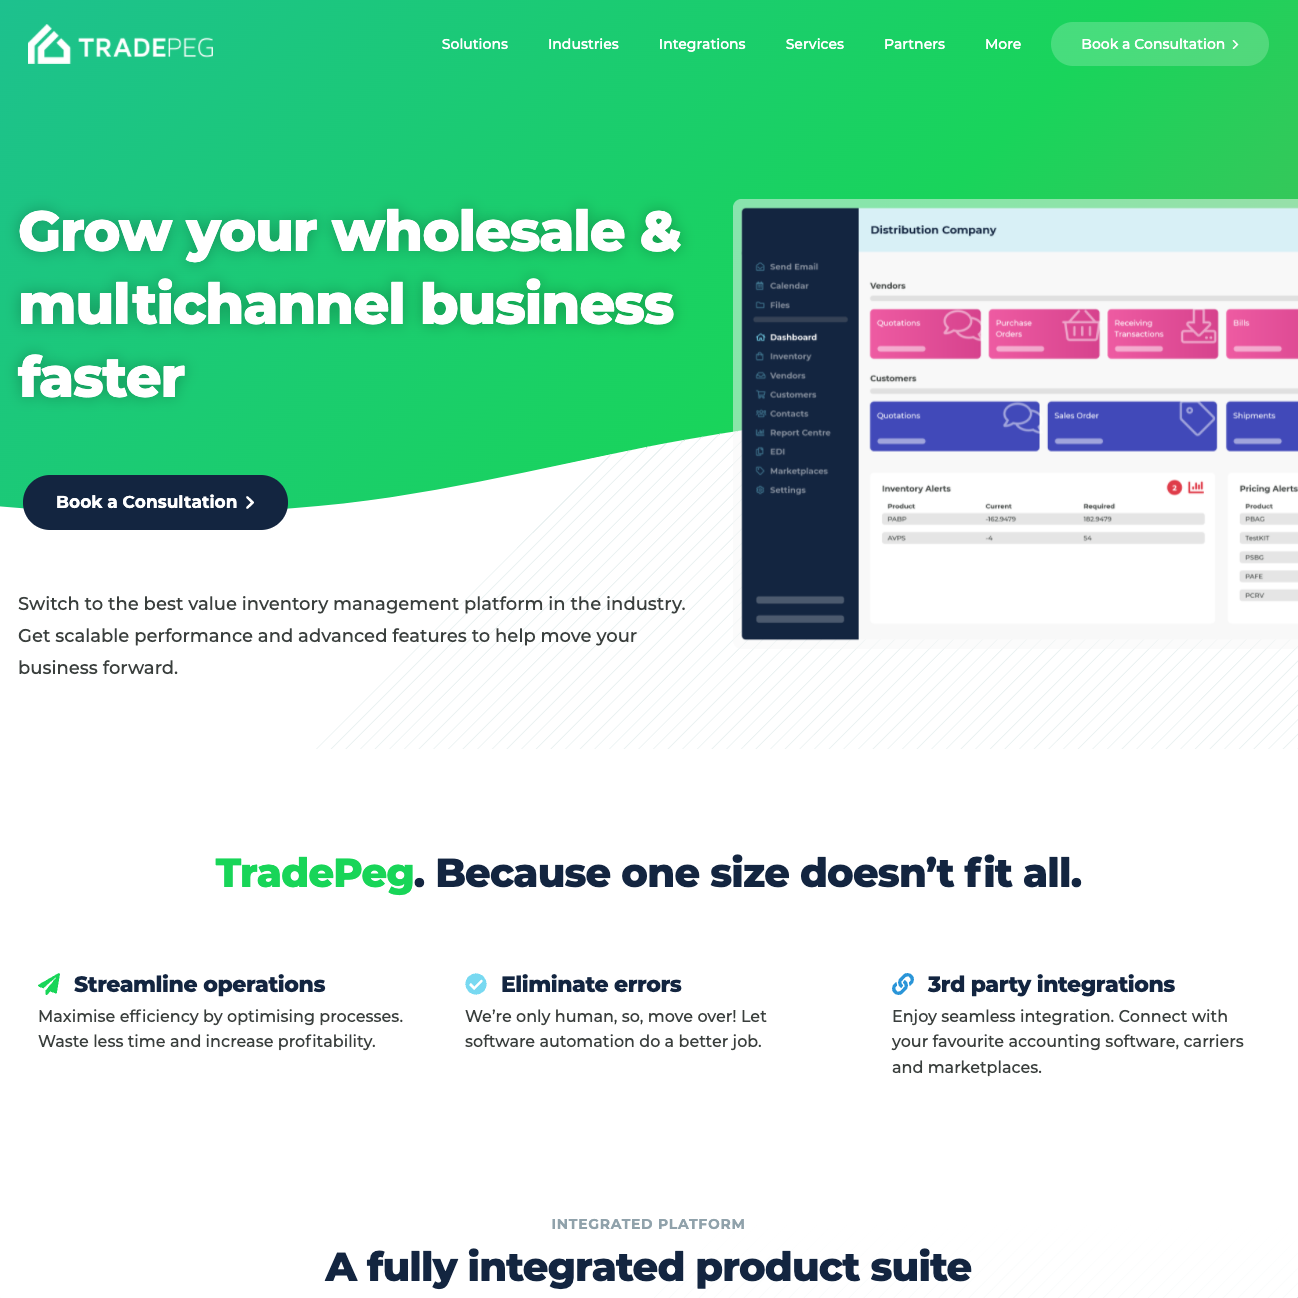 TRADEPEG
Solutions
Industries
Integrations
Services
Partners
More
Book a Consultation
Grow your wholesale &
multichannel business
faster
Book a Consultation
Switch to the best value inventory management platform in the industry.
Get scalable performance and advanced features to help move your
business forward.
Distribution Company
Send Email
Calendar
Files
Dashboard
Inventory
Vendors
Customers
Contacts
Report Centre
EDI
Marketplaces
Settings
Vendors
Quotations
Purchase
Orders
Receiving
Transactions
Bills
Customers
Quotations
Sales Order
Shipments
Inventory Alerts
2
Product Current Required
PABP -162.9479 182.9479
AVPS -4 54
Pricing Alerts
Product
PBAG
TestKIT
PSBG
PAFE
PCRV
TradePeg. Because one size doesn’t fit all.
Streamline operations
Maximise efficiency by optimising processes.
Waste less time and increase profitability.
Eliminate errors
We’re only human, so, move over! Let
software automation do a better job.
3rd party integrations
Enjoy seamless integration. Connect with
your favourite accounting software, carriers
and marketplaces.
INTEGRATED PLATFORM
A fully integrated product suite